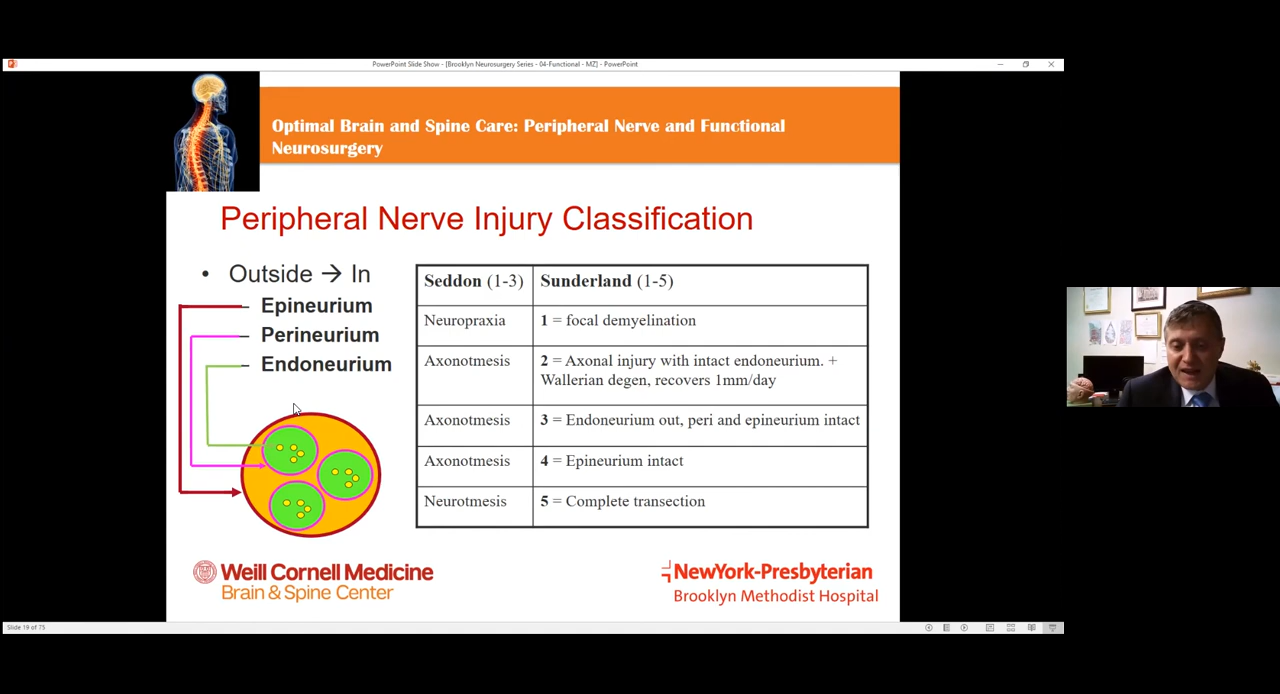 PowerPoint Slide Show - [Brooklyn Neurosurgery Series - 04-Functional - MZ] - PowerPoint
Optimal Brain and Spine Care: Peripheral Nerve and Functional
Neurosurgery
Peripheral Nerve Injury Classification
• Outside → In
– Epineurium
– Perineurium
– Endoneurium
Seddon (1-3) Sunderland (1-5)
Neuropraxia 1 = focal demyelination
Axonotmesis 2 = Axonal injury with intact endoneurium. +
Wallerian degen, recovers 1mm/day
Axonotmesis 3 = Endoneurium out, peri and epineurium intact
Axonotmesis 4 = Epineurium intact
Neurotmesis 5 = Complete transection
Weill Cornell Medicine
Brain & Spine Center
NewYork-Presbyterian
Brooklyn Methodist Hospital
Slide 19 of 75